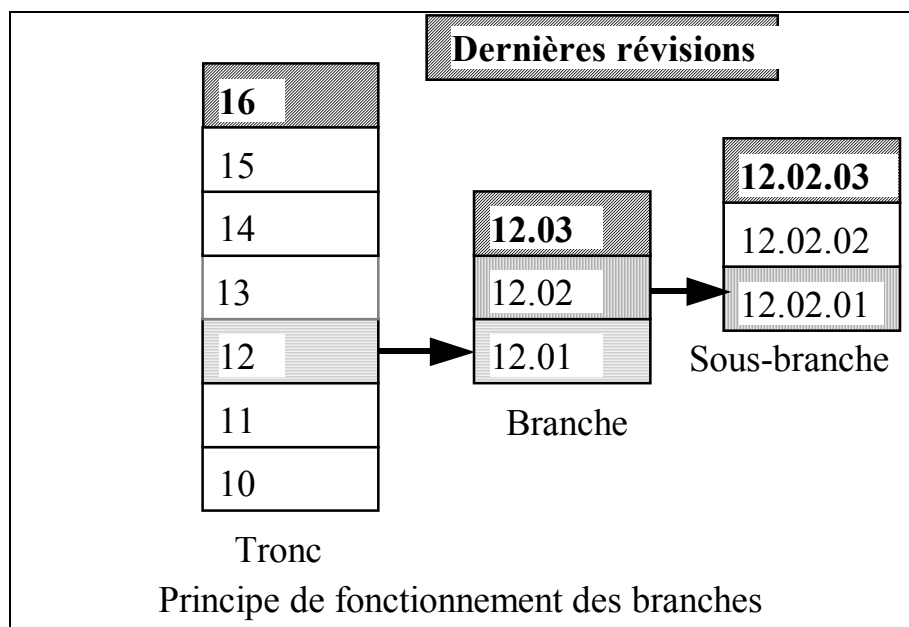 Dernières révisions
16
15
14
13
12
11
10
Tronc
12.03
12.02
12.01
Branche
12.02.03
12.02.02
12.02.01
Sous-branche
Principe de fonctionnement des branches